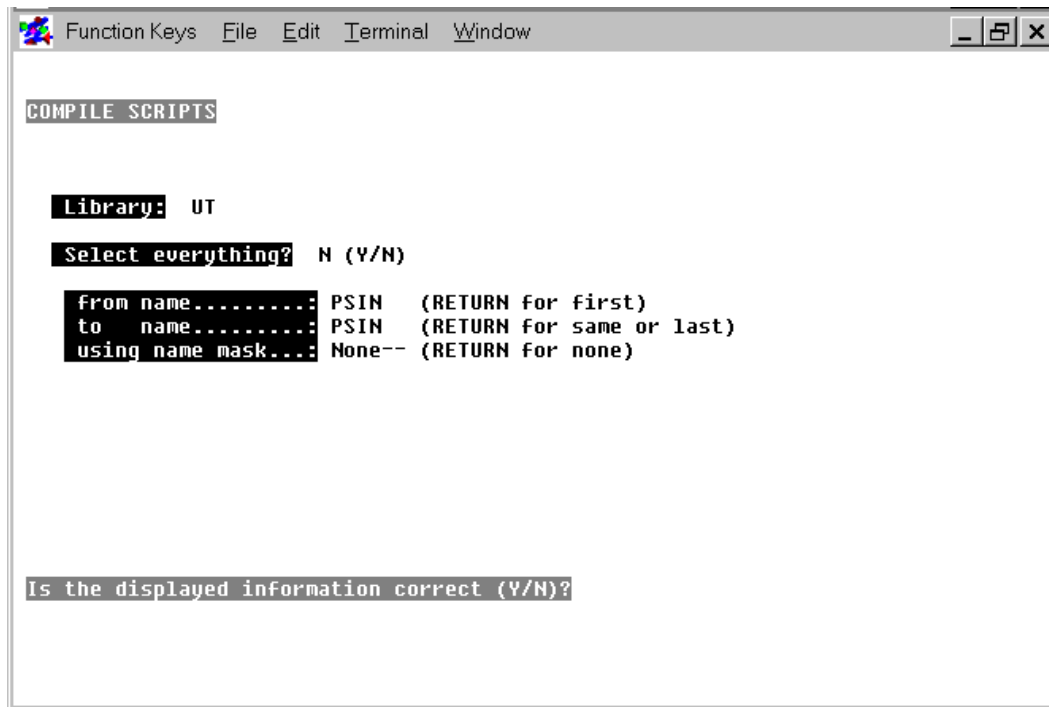 Function Keys File Edit Terminal Window
COMPILE SCRIPTS
Library: UT
Select everything? N (Y/N)
from name.........: PSIN (RETURN for first)
to name.........: PSIN (RETURN for same or last)
using name mask...: None-- (RETURN for none)
Is the displayed information correct (Y/N)?